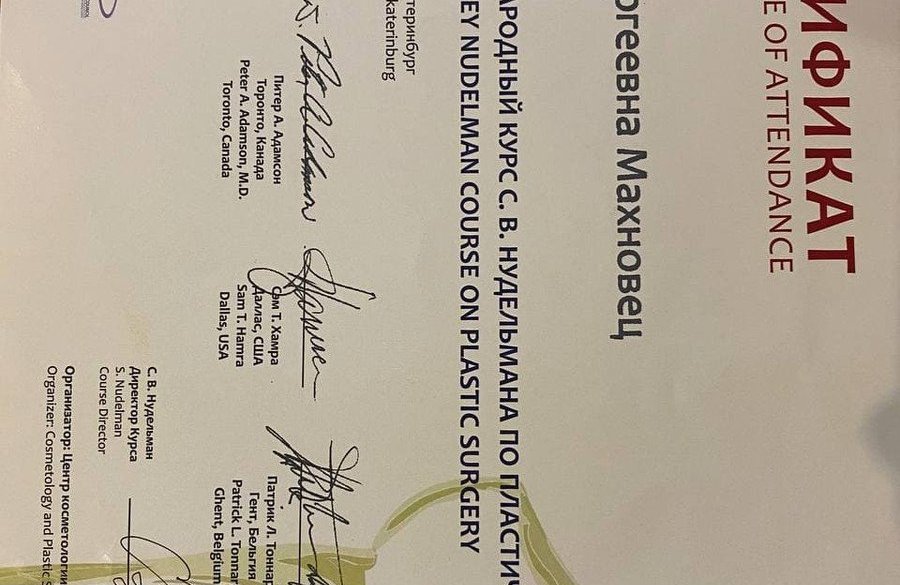 ИФИКАТ
E OF ATTENDANCE
ргеевна Махновец
АРОДНЫЙ КУРС С. В. НУДЕЛЬМАНА ПО ПЛАСТИЧ
EY NUDELMAN COURSE ON PLASTIC SURGERY
теринбург
katerinburg
Питер А. Адамсон
Торонто, Канада
Peter A. Adamson, M.D.
Toronto, Canada
Сэм Т. Хамра
Даллас, США
Sam T. Hamra
Dallas, USA
Патрик Л. Тоннар
Гент, Бельгия
Patrick L. Tonnar
Ghent, Belgium
С. В. Нудельман
Директор Курса
S. Nudelman
Course Director
Организатор: Центр косметологии
Organizer: Cosmetology and Plastic S